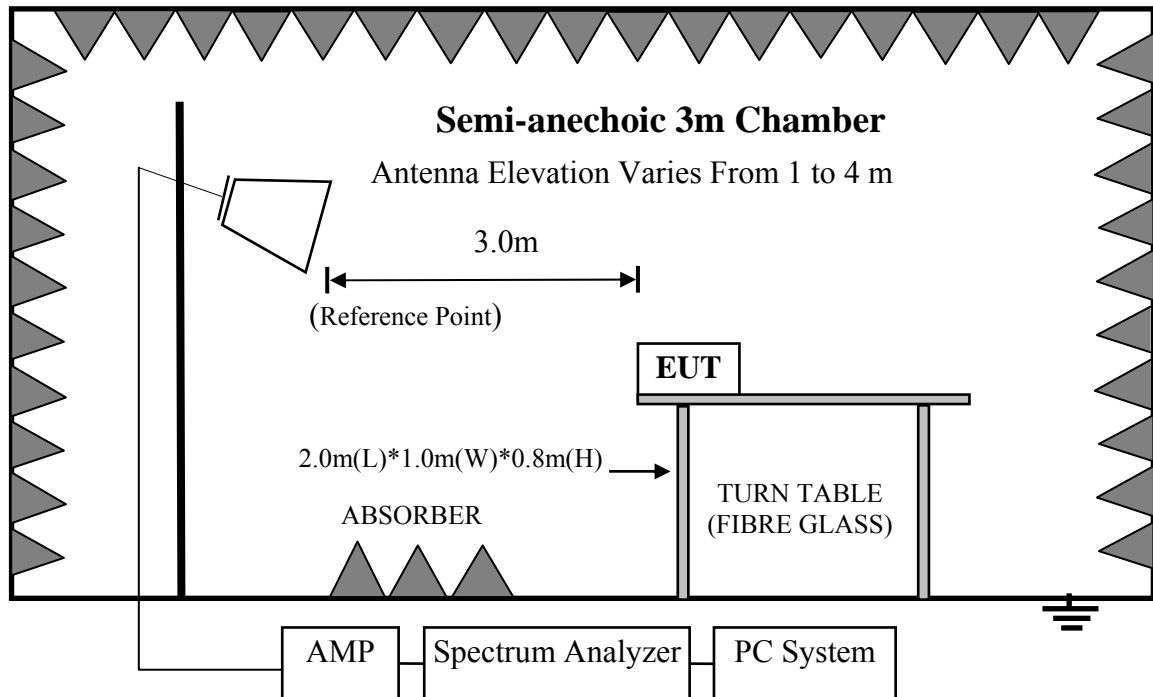 Semi-anechoic 3m Chamber
Antenna Elevation Varies From 1 to 4 m
3.0m
(Reference Point)
EUT
2.0m(L)*1.0m(W)*0.8m(H)
TURN TABLE
(FIBRE GLASS)
ABSORBER
AMP
Spectrum Analyzer
PC System